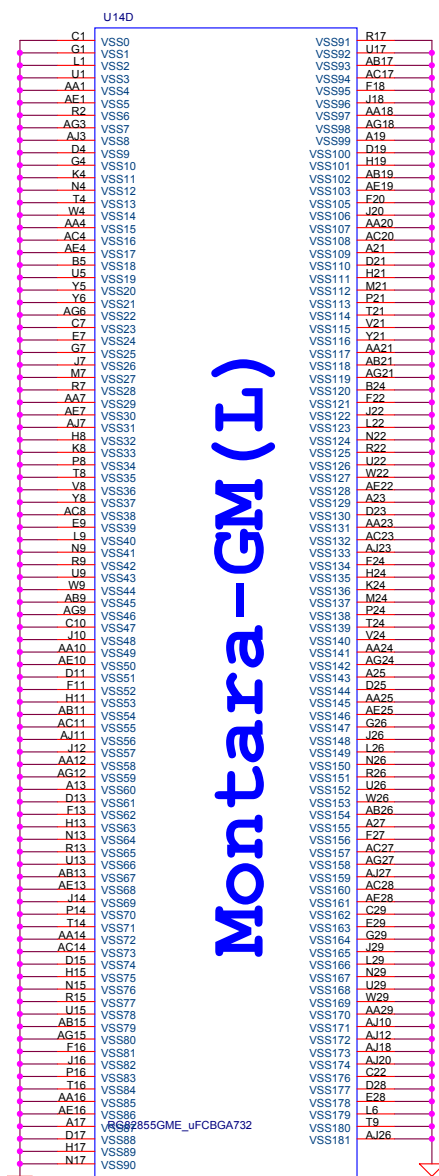 U14D
C1 VSS0 VSS91 R17
G1 VSS1 VSS92 U17
L1 VSS2 VSS93 AB17
U1 VSS3 VSS94 AC17
AA1 VSS4 VSS95 F18
AE1 VSS5 VSS96 J18
R2 VSS6 VSS97 AA18
AG3 VSS7 VSS98 AG18
AJ3 VSS8 VSS99 A19
D4 VSS9 VSS100 D19
G4 VSS10 VSS101 H19
K4 VSS11 VSS102 AB19
N4 VSS12 VSS103 AE19
T4 VSS13 VSS105 F20
W4 VSS14 VSS106 J20
AA4 VSS15 VSS107 AA20
AC4 VSS16 VSS108 AC20
AE4 VSS17 VSS109 A21
B5 VSS18 VSS110 D21
U5 VSS19 VSS111 H21
Y5 VSS20 VSS112 M21
Y6 VSS21 VSS113 P21
AG6 VSS22 VSS114 T21
C7 VSS23 VSS115 V21
E7 VSS24 VSS116 Y21
G7 VSS25 VSS117 AA21
J7 VSS26 VSS118 AB21
M7 VSS27 VSS119 AG21
R7 VSS28 VSS120 B24
AA7 VSS29 VSS121 F22
AE7 VSS30 VSS122 J22
AJ7 VSS31 VSS123 L22
H8 VSS32 VSS124 N22
K8 VSS33 VSS125 R22
P8 VSS34 VSS126 U22
T8 VSS35 VSS127 W22
V8 VSS36 VSS128 AE22
Y8 VSS37 VSS129 A23
AC8 VSS38 VSS130 D23
E9 VSS39 VSS131 AA23
L9 VSS40 VSS132 AC23
N9 VSS41 VSS133 AJ23
R9 VSS42 VSS134 F24
U9 VSS43 VSS135 H24
W9 VSS44 VSS136 K24
AB9 VSS45 VSS137 M24
AG9 VSS46 VSS138 P24
C10 VSS47 VSS139 T24
J10 VSS48 VSS140 V24
AA10 VSS49 VSS141 AA24
AE10 VSS50 VSS142 AG24
D11 VSS51 VSS143 A25
F11 VSS52 VSS144 D25
H11 VSS53 VSS145 AA25
AB11 VSS54 VSS146 AE25
AC11 VSS55 VSS147 G26
AJ11 VSS56 VSS148 J26
J12 VSS57 VSS149 L26
AA12 VSS58 VSS150 N26
AG12 VSS59 VSS151 R26
A13 VSS60 VSS152 U26
D13 VSS61 VSS153 W26
F13 VSS62 VSS154 AB26
H13 VSS63 VSS155 A27
N13 VSS64 VSS156 F27
R13 VSS65 VSS157 AC27
U13 VSS66 VSS158 AG27
AB13 VSS67 VSS159 AJ27
AE13 VSS68 VSS160 AC28
J14 VSS69 VSS161 AE28
P14 VSS70 VSS162 C29
T14 VSS71 VSS163 E29
AA14 VSS72 VSS164 G29
AC14 VSS73 VSS165 J29
D15 VSS74 VSS166 L29
H15 VSS75 VSS167 N29
N15 VSS76 VSS168 U29
R15 VSS77 VSS169 W29
U15 VSS78 VSS170 AA29
AB15 VSS79 VSS171 AJ10
AG15 VSS80 VSS172 AJ12
F16 VSS81 VSS173 AJ18
J16 VSS82 VSS174 AJ20
P16 VSS83 VSS176 C22
T16 VSS84 VSS177 D28
AA16 VSS85 VSS178 E28
AE16 VSS86 VSS179 L6
A17 VSS87 VSS180 T9
D17 VSS88 VSS181 AJ26
H17 VSS89
N17 VSS90
RG82855GME_uFCBGA732
Montara-GM(L)